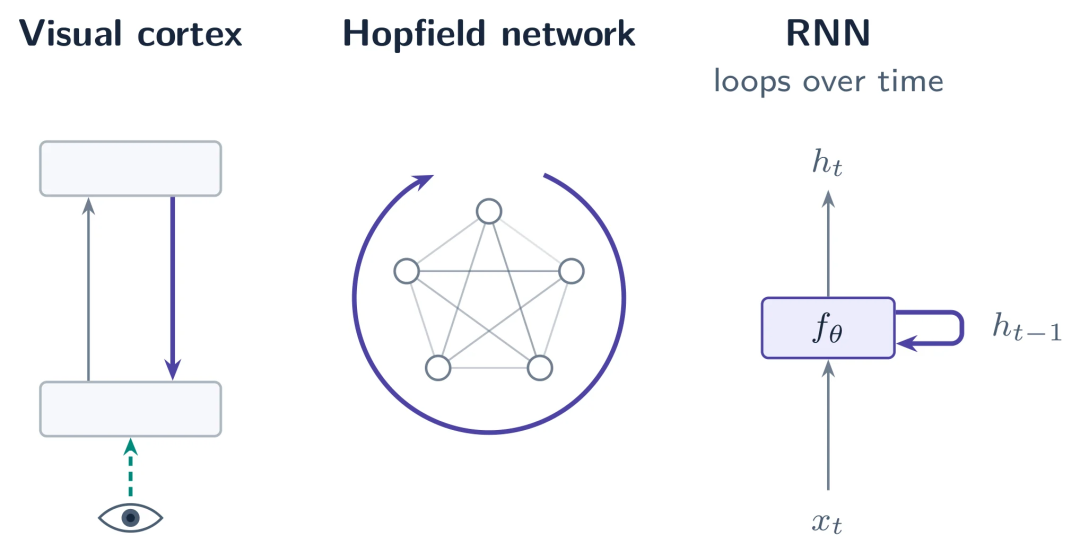 Visual cortex
Hopfield network
RNN
loops over time
h_t
f_θ
h_{t−1}
x_t